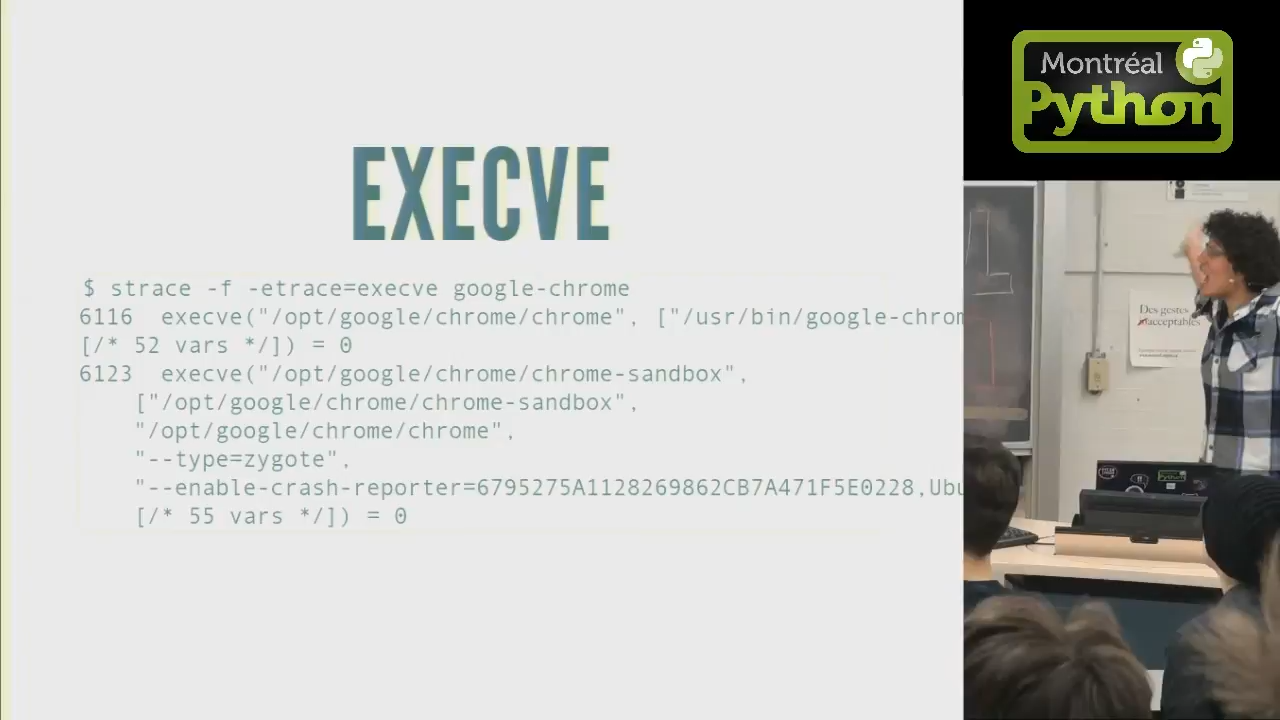 EXECVE
$ strace -f -etrace=execve google-chrome
6116  execve("/opt/google/chrome/chrome", ["/usr/bin/google-chrom
[/* 52 vars */]) = 0
6123  execve("/opt/google/chrome/chrome-sandbox",
["/opt/google/chrome/chrome-sandbox",
"/opt/google/chrome/chrome",
"--type=zygote",
"--enable-crash-reporter=6795275A1128269862CB7A471F5E0228,Ubu
[/* 55 vars */]) = 0
Montréal
Python
Des gestes
inacceptables
Python